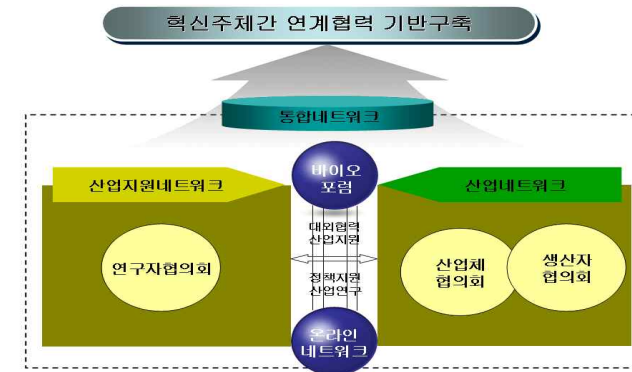 혁신주체간 연계협력 기반구축
통합네트워크
바이오
포럼
산업지원네트워크
산업네트워크
대외협력
산업지원
연구자협의회
산업체
협의회
생산자
협의회
정책지원
산업연구
온라인
네트워크